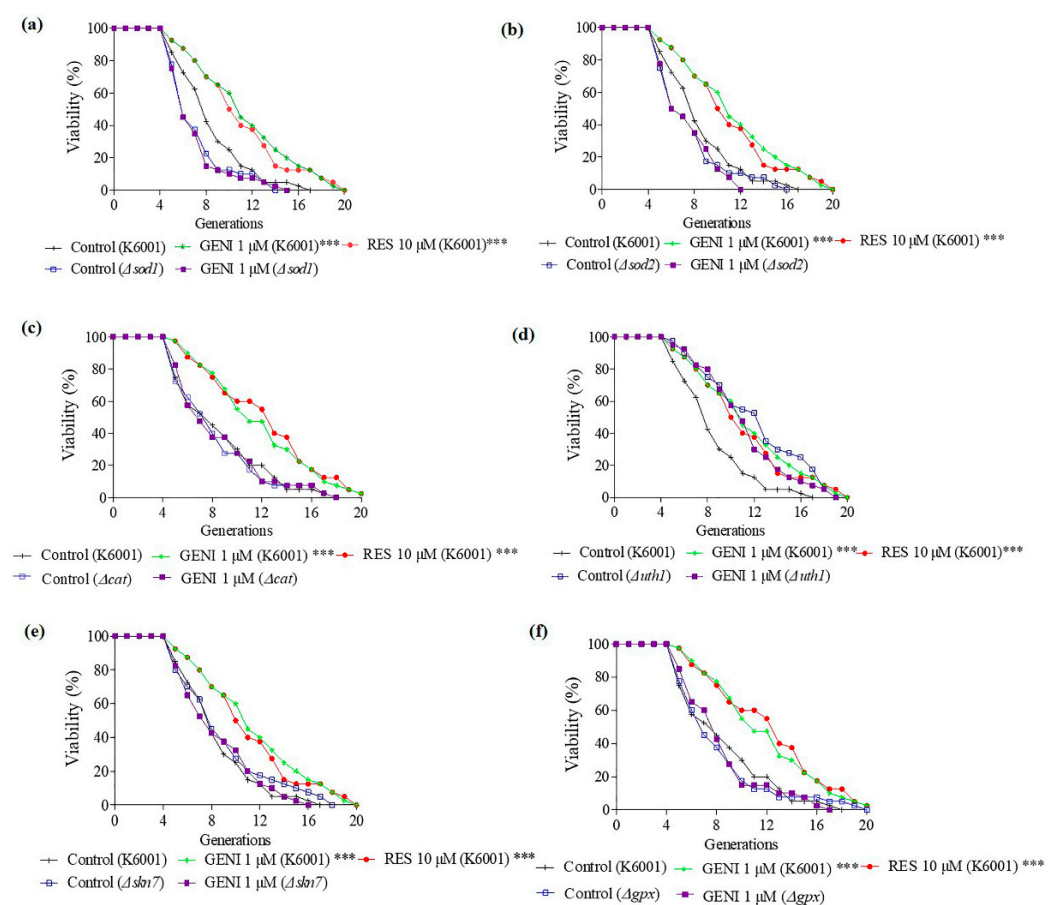 (a)
100
80
60
40
20
0
Viability (%)
0 4 8 12 16 20
Generations
Control (K6001) GENI 1 μM (K6001)*** RES 10 μM (K6001)***
Control (Δsod1) GENI 1 μM (Δsod1)
(b)
100
80
60
40
20
0
Viability (%)
0 4 8 12 16 20
Generations
Control (K6001) GENI 1 μM (K6001) *** RES 10 μM (K6001) ***
Control (Δsod2) GENI 1 μM (Δsod2)
(c)
100
80
60
40
20
0
Viability (%)
0 4 8 12 16 20
Generations
Control (K6001) GENI 1 μM (K6001) *** RES 10 μM (K6001) ***
Control (Δcat) GENI 1 μM (Δcat)
(d)
100
80
60
40
20
0
Viability (%)
0 4 8 12 16 20
Generations
Control (K6001) GENI 1 μM (K6001) *** RES 10 μM (K6001)***
Control (Δuth1) GENI 1 μM (Δuth1)
(e)
100
80
60
40
20
0
Viability (%)
0 4 8 12 16 20
Generations
Control (K6001) GENI 1 μM (K6001) *** RES 10 μM (K6001) ***
Control (Δskn7) GENI 1 μM (Δskn7)
(f)
100
80
60
40
20
0
Viability (%)
0 4 8 12 16 20
Generations
Control (K6001) GENI 1 μM (K6001) *** RES 10 μM (K6001) ***
Control (Δgpx) GENI 1 μM (Δgpx)